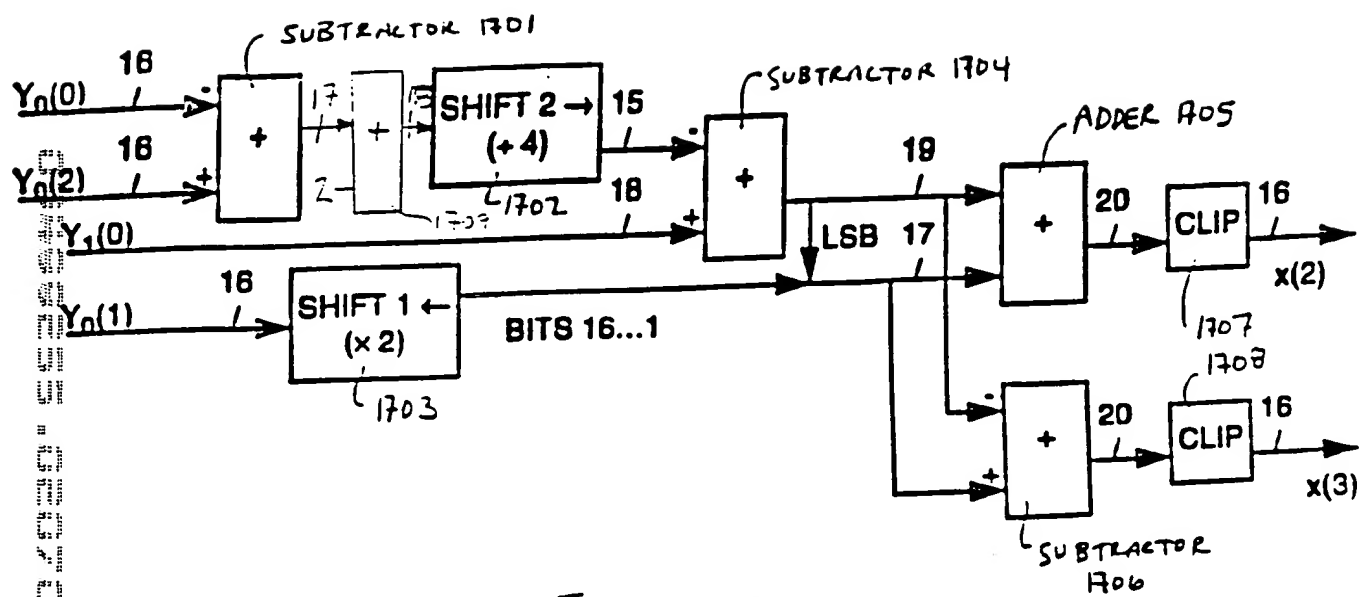 SUBTRACTOR 1701
16
Y0(0)
-
+
17
+
2
1709
SHIFT 2 →
(÷4)
1702
15
SUBTRACTOR 1704
-
+
+
16
Y0(2)
+
18
Y1(0)
16
Y0(1)
SHIFT 1 ←
(×2)
1703
BITS 16...1
LSB
19
17
ADDER 1705
+
20
CLIP
1707
16
x(2)
-
+
+
SUBTRACTOR
1706
20
1708
CLIP
16
x(3)